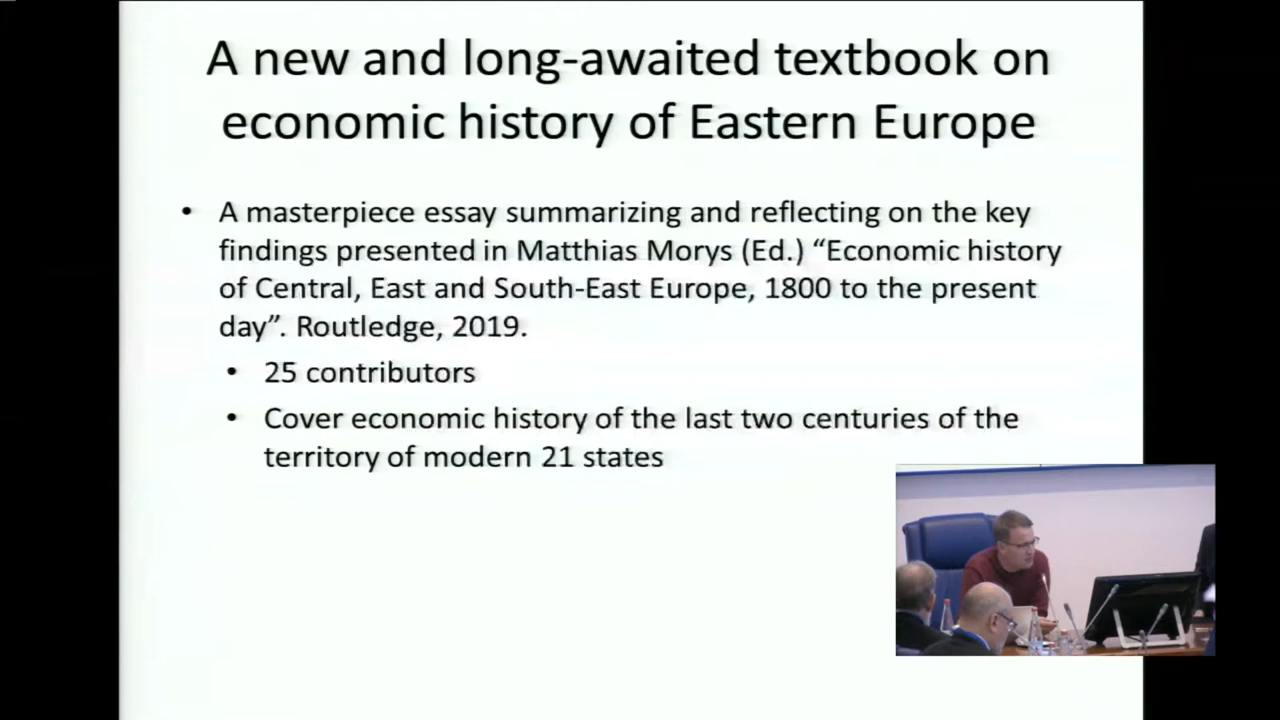 A new and long-awaited textbook on
economic history of Eastern Europe
• A masterpiece essay summarizing and reflecting on the key
findings presented in Matthias Morys (Ed.) “Economic history
of Central, East and South-East Europe, 1800 to the present
day”. Routledge, 2019.
• 25 contributors
• Cover economic history of the last two centuries of the
territory of modern 21 states